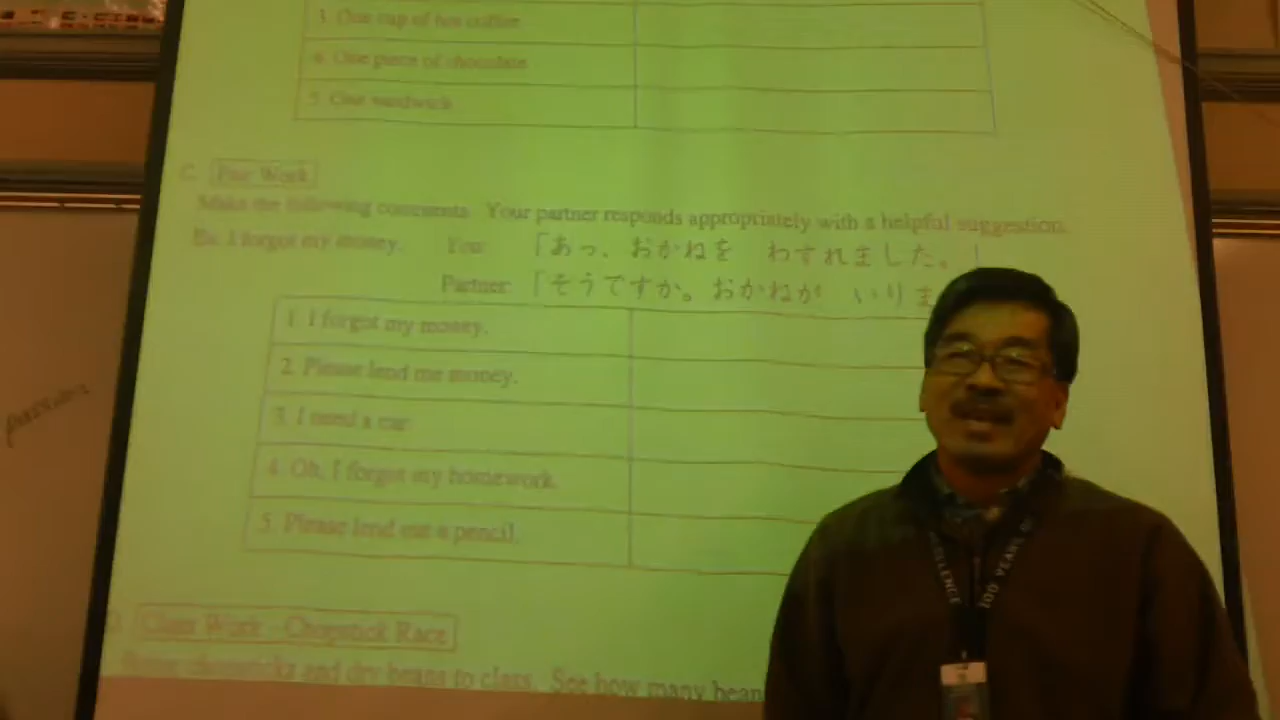 3. One cup of hot coffee
4. One piece of chocolate
5. One sandwich
C. Pair Work
Make the following comments. Your partner responds appropriately with a helpful suggestion.
Ex. I forgot my money. You: 「あっ、おかねを わすれました。」
Partner: 「そうですか。おかねが いりま
1. I forgot my money.
2. Please lend me money.
3. I need a car.
4. Oh, I forgot my homework.
5. Please lend me a pencil.
D. Class Work - Chopstick Race
Bring chopsticks and dry beans to class. See how many bean
ELLENCE
100 YEARS O